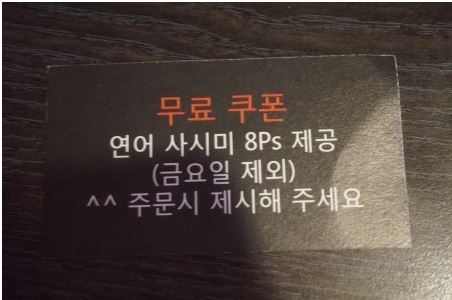 무료 쿠폰
연어 사시미 8Ps 제공
(금요일 제외)
^^ 주문시 제시해 주세요